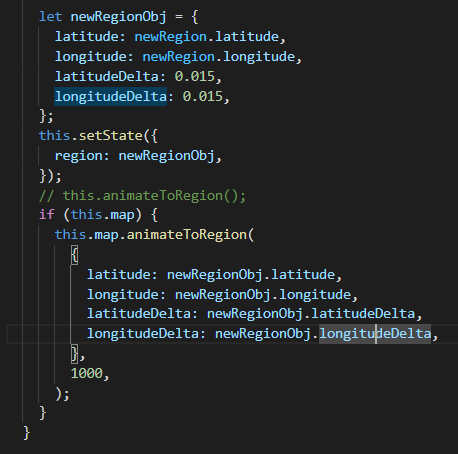 let newRegionObj = {
latitude: newRegion.latitude,
longitude: newRegion.longitude,
latitudeDelta: 0.015,
longitudeDelta: 0.015,
};
this.setState({
region: newRegionObj,
});
// this.animateToRegion();
if (this.map) {
this.map.animateToRegion(
{
latitude: newRegionObj.latitude,
longitude: newRegionObj.longitude,
latitudeDelta: newRegionObj.latitudeDelta,
longitudeDelta: newRegionObj.longitudeDelta,
},
1000,
);
}
}